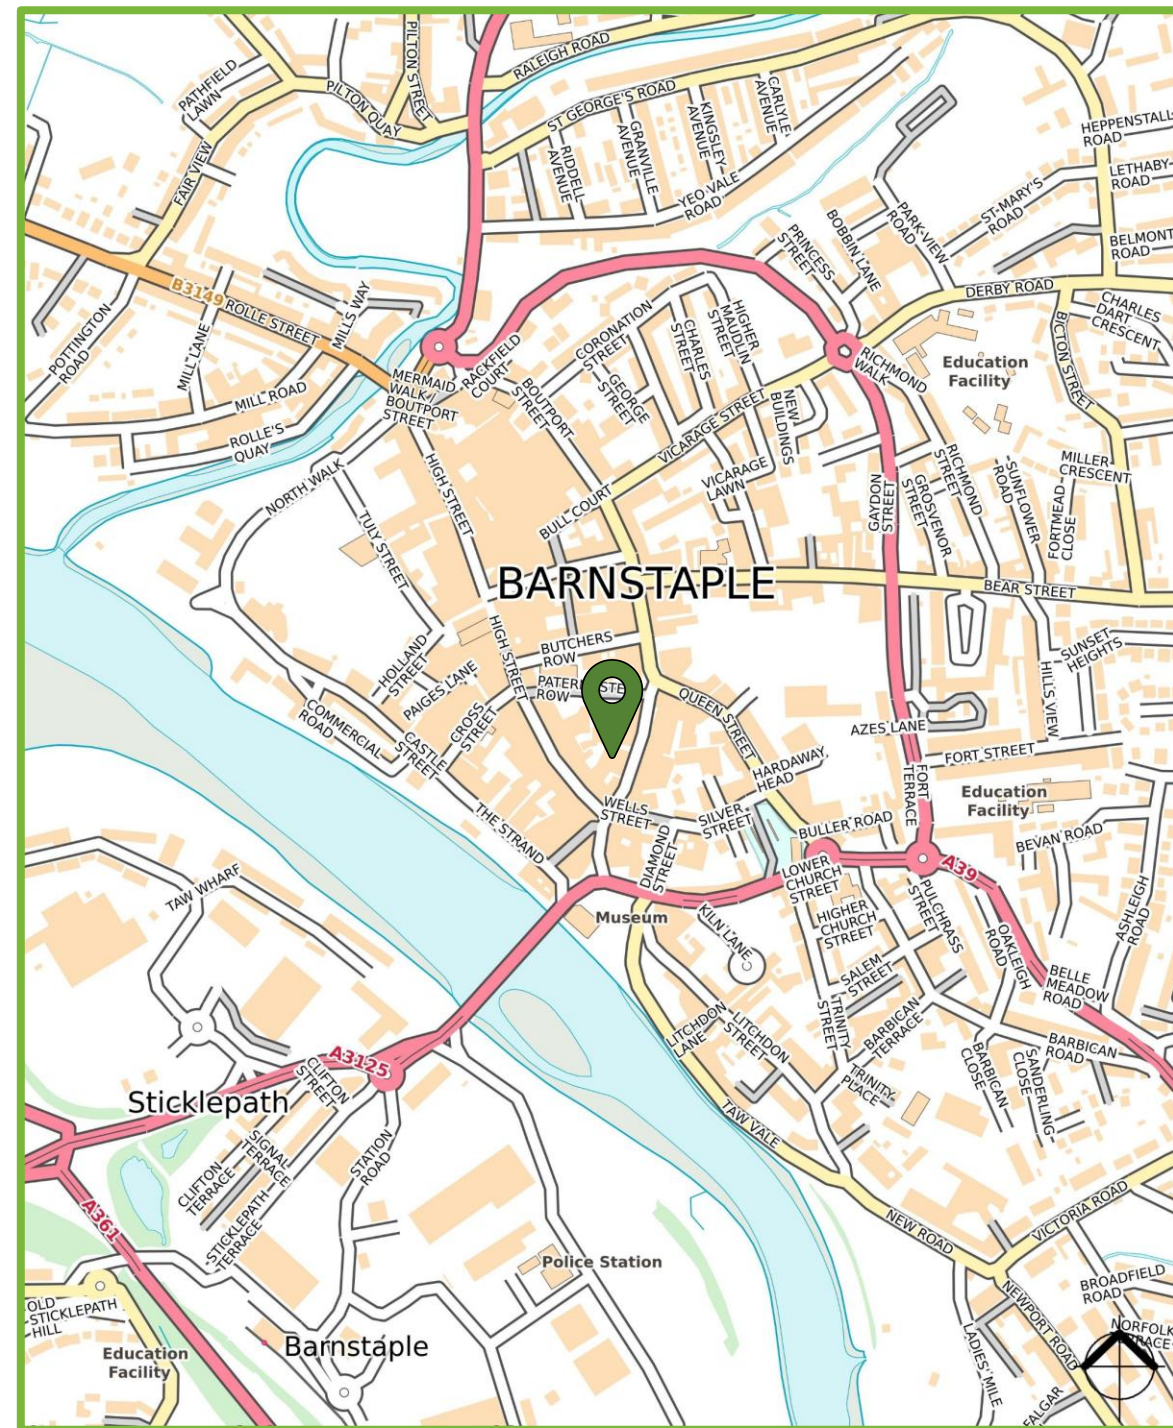 PATHFIELD
LAWN
PILTON STREET
PILTON QUAY
RALEIGH ROAD
ST GEORGE'S ROAD
CARLYLE
AVENUE
KINGSLEY
AVENUE
GRANVILLE
AVENUE
RIDDELL
AVENUE
HEPPENSTALL
ROAD
LETHABY
ROAD
FAIR VIEW
YEO VALE
ROAD
ST-MARY'S
ROAD
PARK VIEW
ROAD
BOBBIN LANE
PRINCESS
STREET
BELMONT
ROAD
B3149
ROLLE STREET
MILLS WAY
DERBY ROAD
CHARLES
DART
CRESCENT
POTTINGTON
ROAD
MILL LANE
MILL ROAD
MERMAID
WALK
BOUTPORT
STREET
RACKFIELD
COURT
BOUTPORT
STREET
CORONATION
STREET
GEORGE
STREET
CHARLES
STREET
HIGHER
MAUDLIN
STREET
RICHMOND
WALK
Education
Facility
BICTON STREET
NEW
BUILDINGS
ROLLE'S
QUAY
NORTH WALK
HIGH STREET
VICARAGE STREET
VICARAGE
LAWN
BULL COURT
TULY STREET
GAYDON
STREET
GROSVENOR
STREET
RICHMOND
STREET
SUNFLOWER
ROAD
FORTMEAD
CLOSE
MILLER
CRESCENT
BARNSTAPLE
BEAR STREET
HOLLAND
STREET
PAIGES LANE
HIGH STREET
BUTCHERS
ROW
ROW
CROSS
STREET
QUEEN STREET
HILLS VIEW
SUNSET
HEIGHTS
COMMERCIAL
ROAD
CASTLE
STREET
AZES LANE
FORT STREET
HARDAWAY
HEAD
FORT
TERRACE
Education
Facility
THE STRAND
WELLS
STREET
SILVER
STREET
DIAMOND
STREET
BULLER ROAD
BEVAN ROAD
TAW WHARF
LOWER
CHURCH
STREET
A39
PULCHRASS
STREET
ASHLEIGH
ROAD
Museum
KILN LANE
HIGHER
CHURCH
STREET
OAKLEIGH
ROAD
SALEM
STREET
BELLE
MEADOW
ROAD
LITCHDON
LANE
LITCHDON
STREET
TRINITY
STREET
BARBICAN
TERRACE
BARBICAN
ROAD
BARBICAN
CLOSE
SANDERLING
CLOSE
TRINITY
PLACE
A3125
CLIFTON
STREET
Sticklepath
SIGNAL
TERRACE
CLIFTON
TERRACE
STATION
ROAD
TAW VALE
STICKLEPATH
TERRACE
A361
NEW ROAD
VICTORIA ROAD
Police Station
BROADFIELD
ROAD
NEWPORT ROAD
OLD
STICKLEPATH
HILL
Education
Facility
Barnstaple
LADIES' MILE
NORFOLK